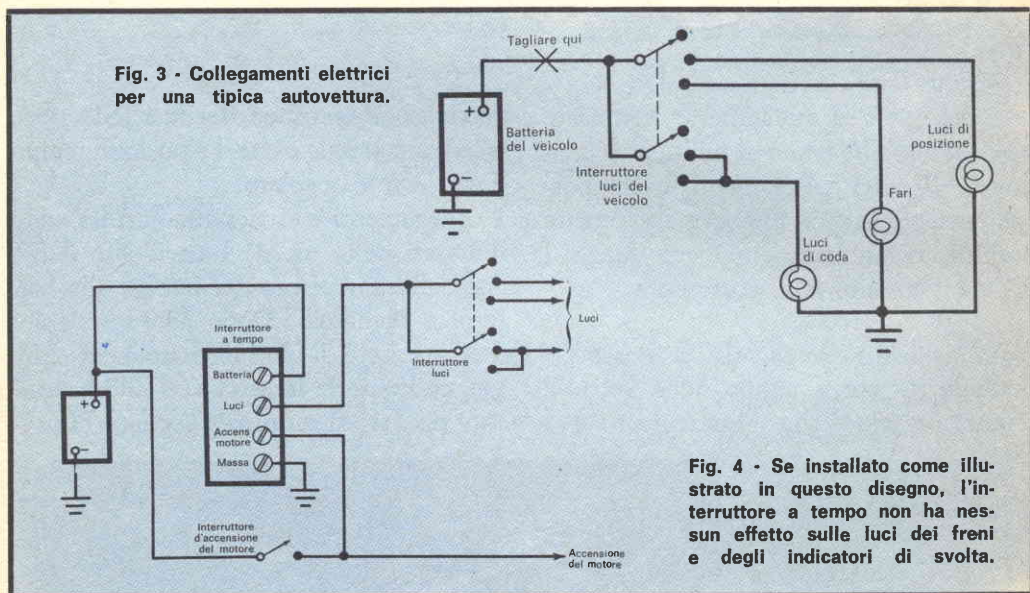 Fig. 3 - Collegamenti elettrici
per una tipica autovettura.
Tagliare qui
+
-
Batteria
del veicolo
Interruttore
luci del
veicolo
Luci di
posizione
Fari
Luci
di coda
Interruttore
a tempo
Batteria
Luci
Accens
motore
Massa
+
-
Interruttore
luci
Luci
Interruttore
d'accensione
del motore
Accensione
del motore
Fig. 4 - Se installato come illu-
strato in questo disegno, l'in-
terruttore a tempo non ha nes-
sun effetto sulle luci dei freni
e degli indicatori di svolta.